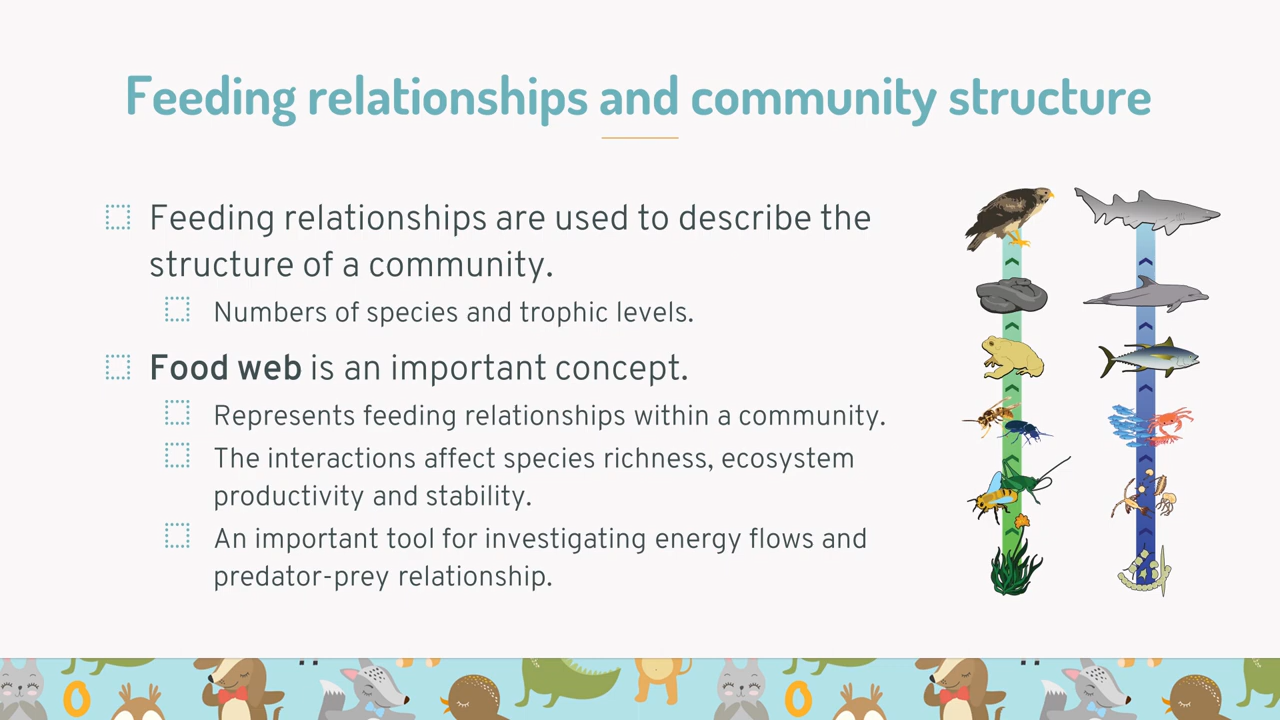 Feeding relationships and community structure
Feeding relationships are used to describe the
structure of a community.
Numbers of species and trophic levels.
Food web is an important concept.
Represents feeding relationships within a community.
The interactions affect species richness, ecosystem
productivity and stability.
An important tool for investigating energy flows and
predator-prey relationship.